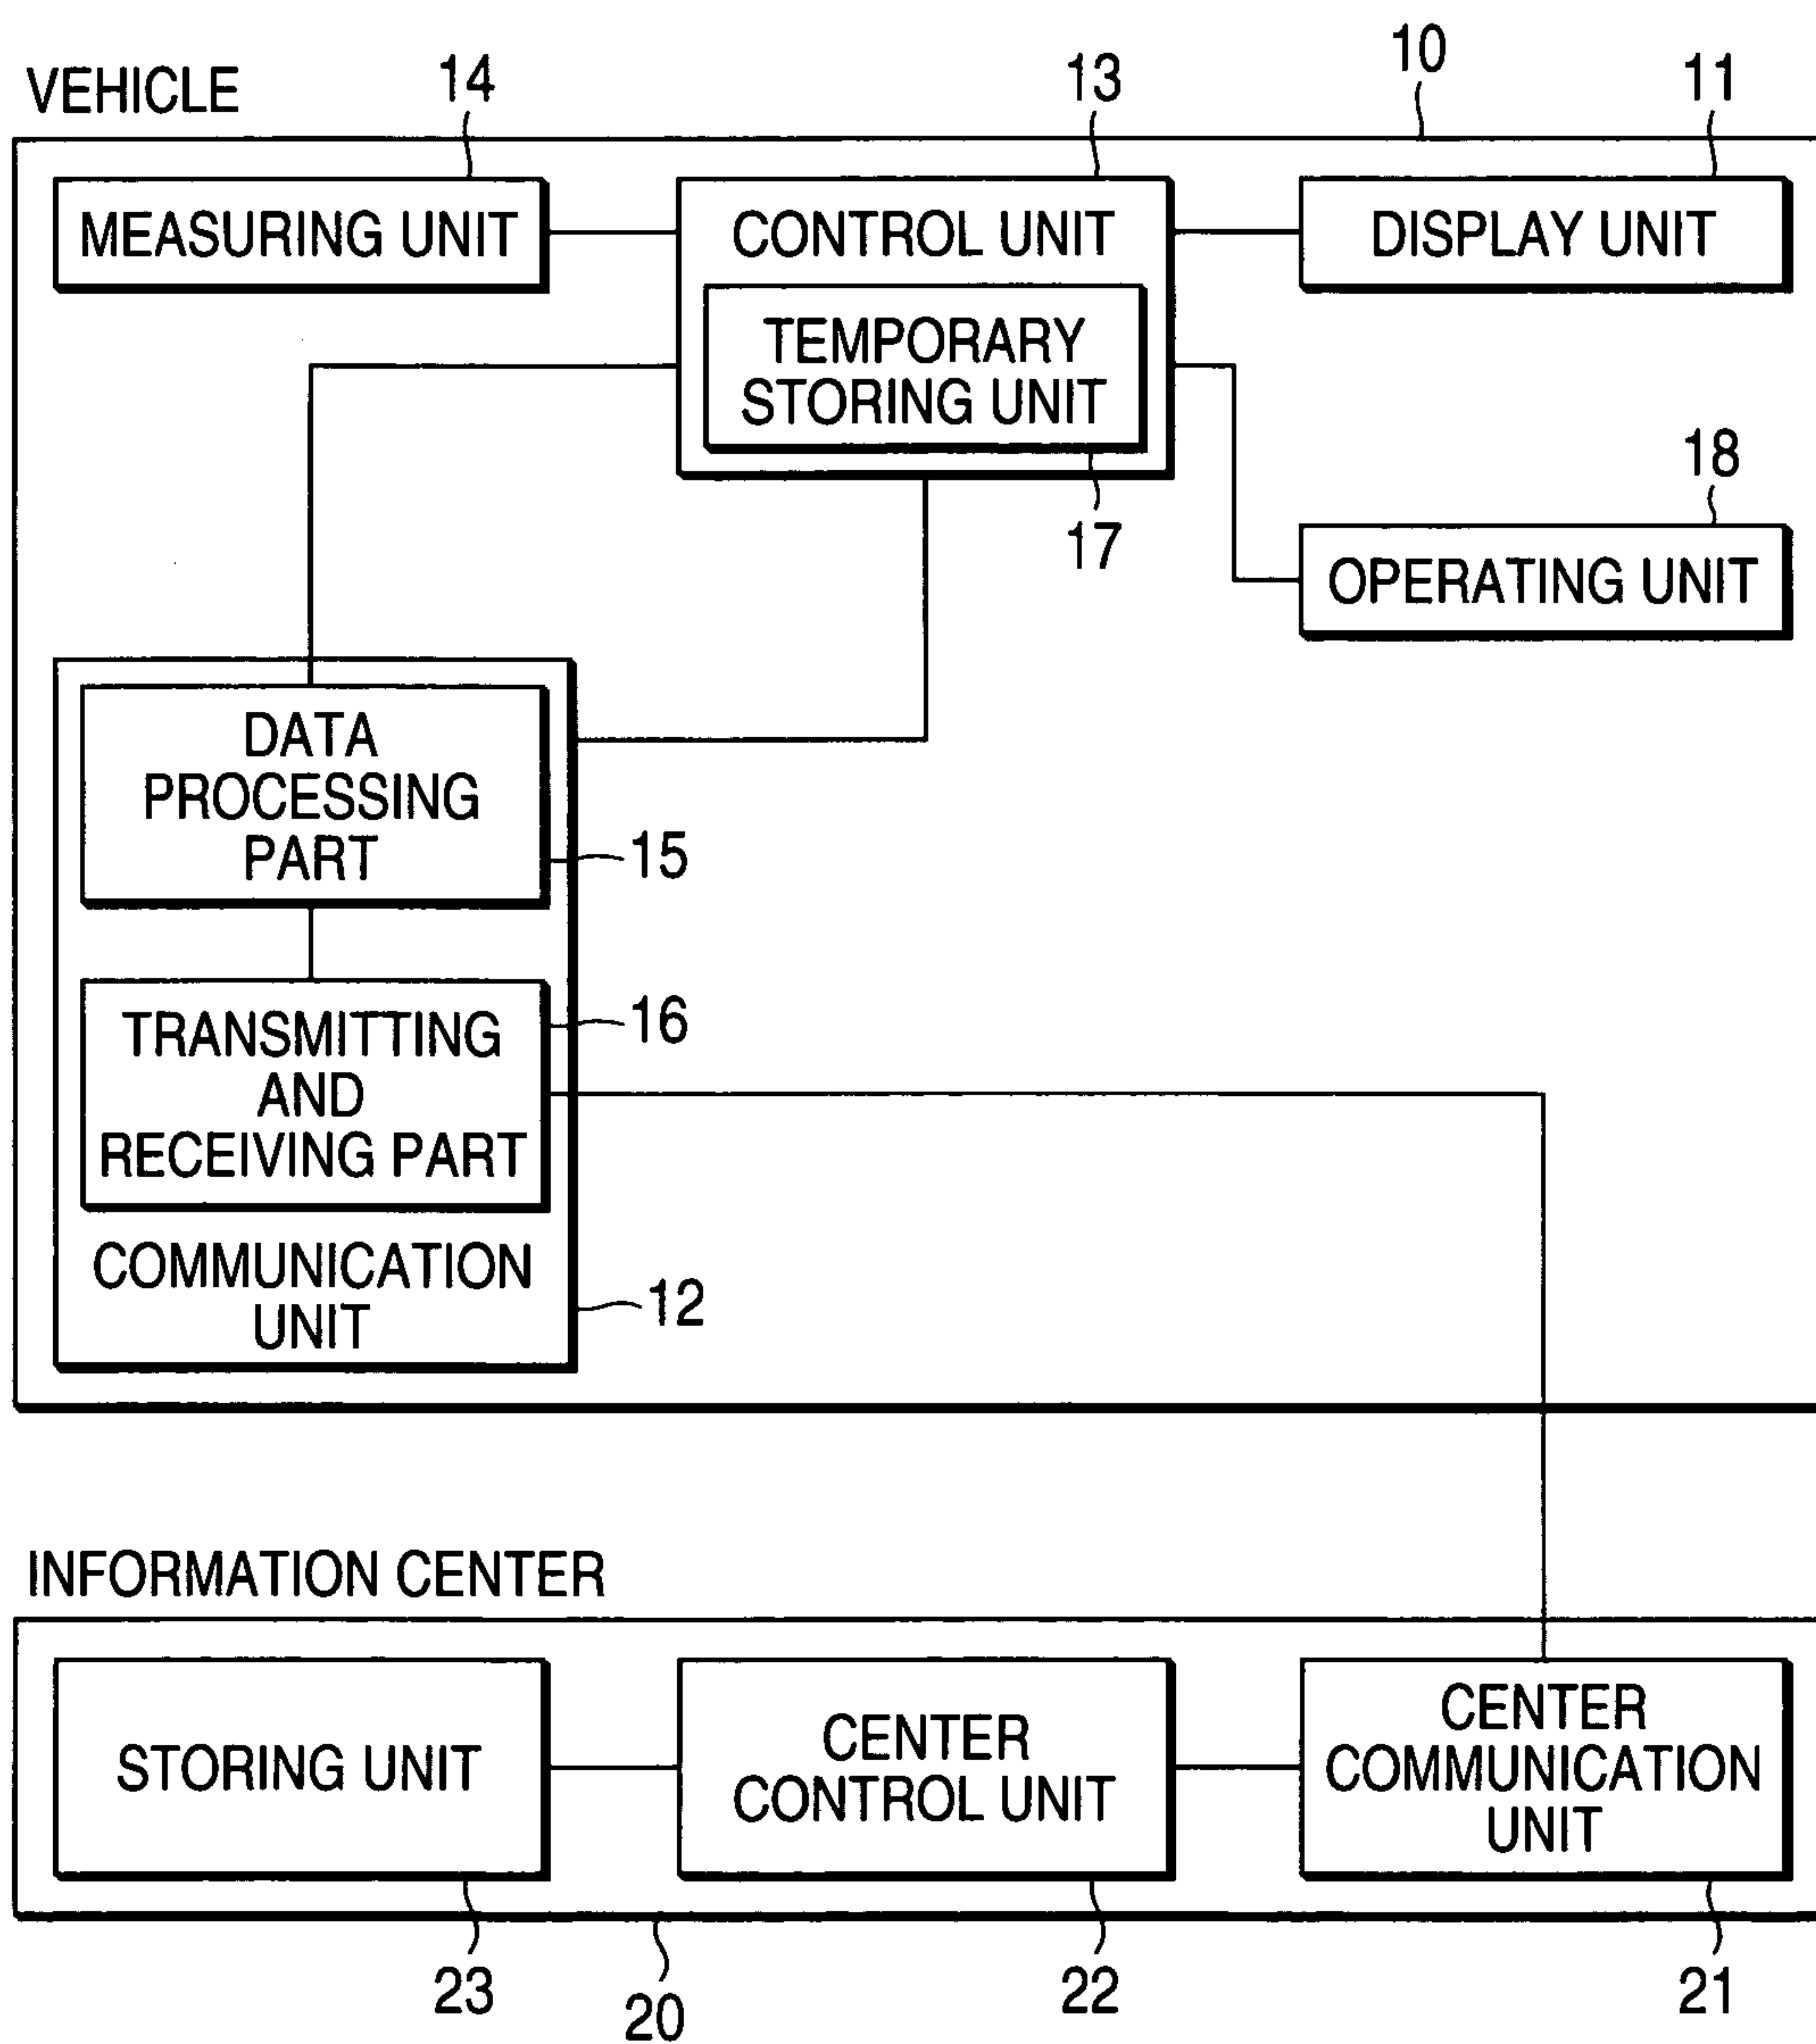 VEHICLE
14
13
10
11
MEASURING UNIT
CONTROL UNIT
DISPLAY UNIT
TEMPORARY
STORING UNIT
17
18
OPERATING UNIT
DATA
PROCESSING
PART
15
TRANSMITTING
AND
RECEIVING PART
16
COMMUNICATION
UNIT
12
INFORMATION CENTER
STORING UNIT
CENTER
CONTROL UNIT
CENTER
COMMUNICATION
UNIT
23
20
22
21